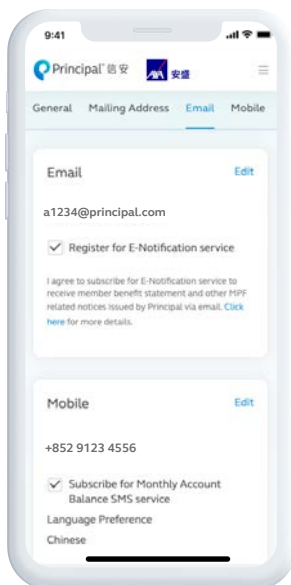 9:41
Principal® 信安 AXA 安盛
General Mailing Address Email Mobile
Email Edit
a1234@principal.com
Register for E-Notification service
I agree to subscribe for E-Notification service to
receive member benefit statement and other MPF
related notices issued by Principal via email. Click
here for more details.
Mobile Edit
+852 9123 4556
Subscribe for Monthly Account
Balance SMS service
Language Preference
Chinese